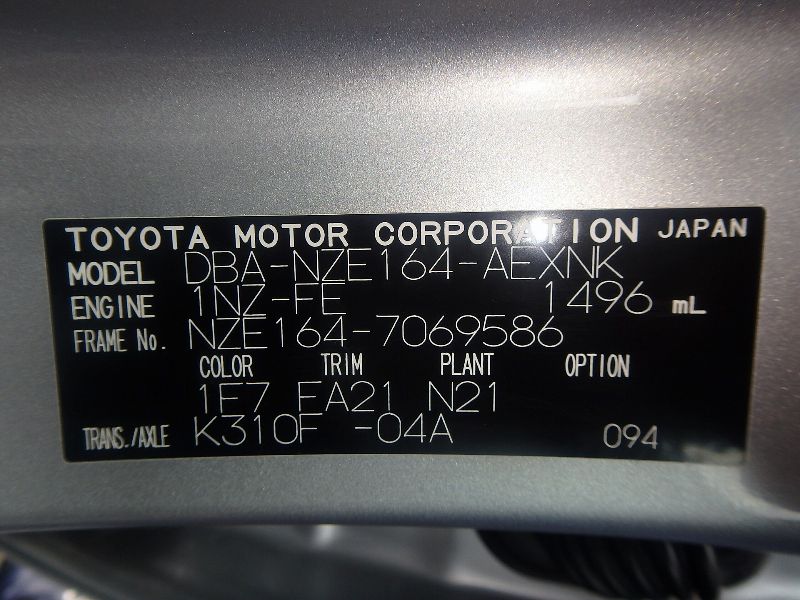 TOYOTA MOTOR CORPORATION JAPAN
MODEL DBA-NZE164-AEXNK
ENGINE 1NZ-FE 1496 mL
FRAME No. NZE164-7069586
COLOR TRIM PLANT OPTION
1F7 FA21 N21
TRANS./AXLE K310F -04A 094